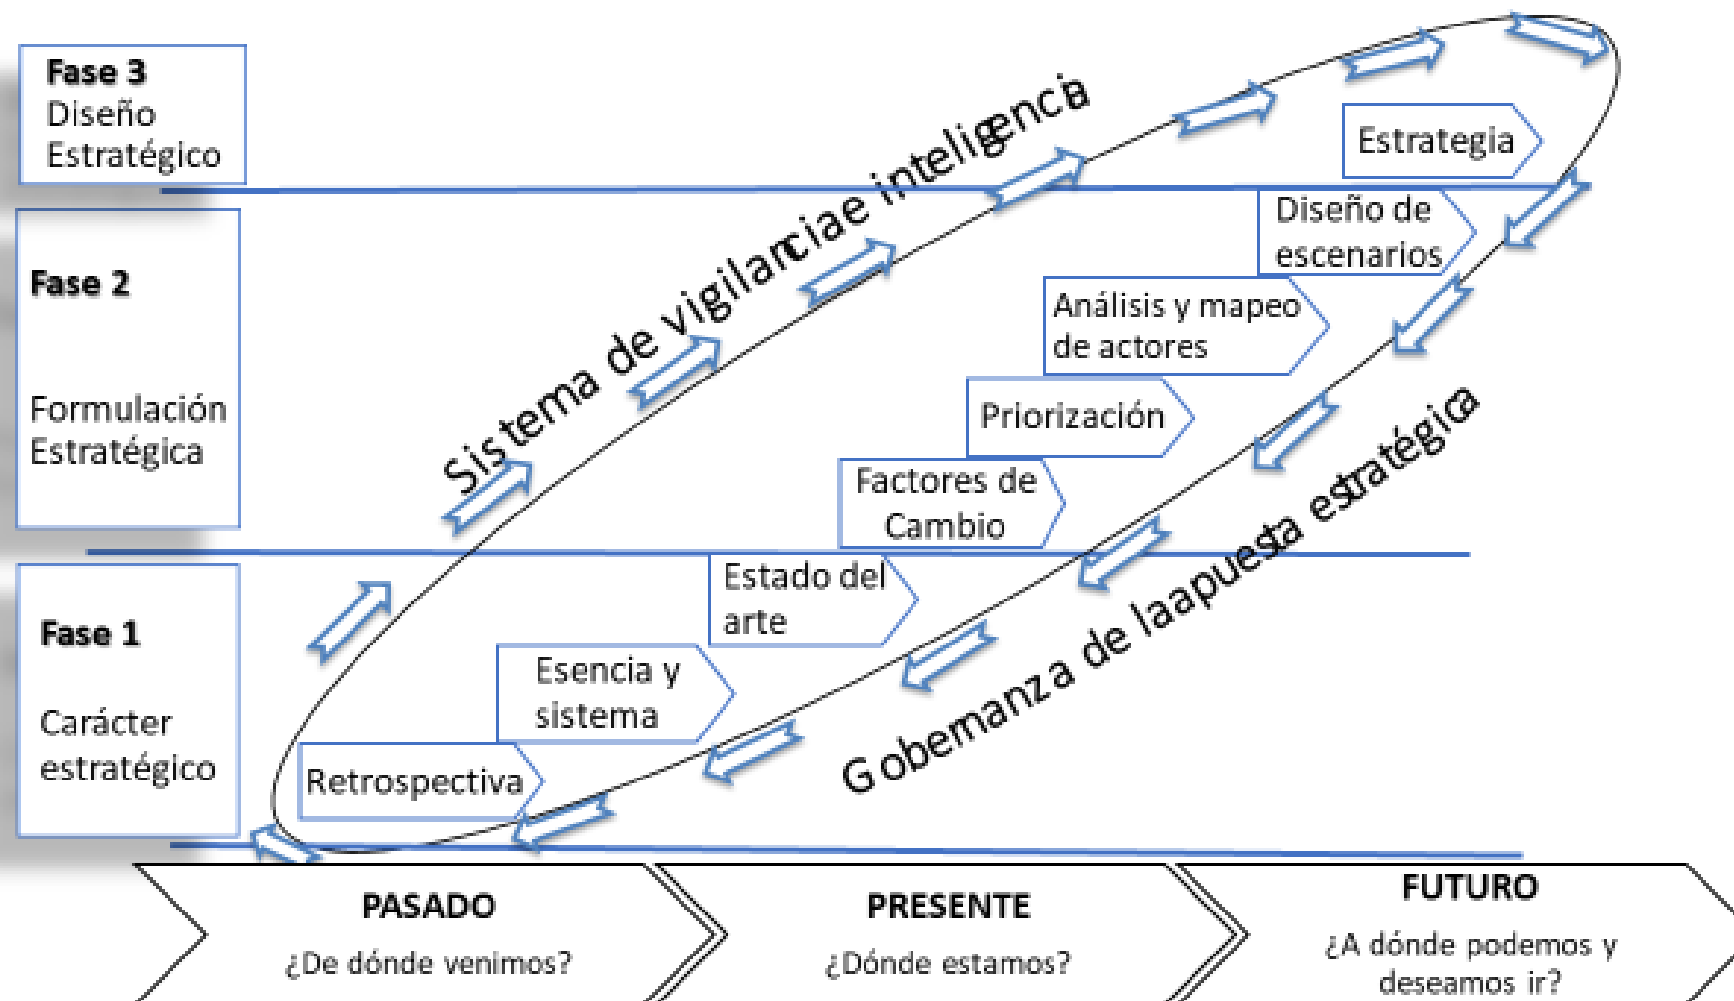 Fase 3
Diseño
Estratégico
Fase 2
Formulación
Estratégica
Fase 1
Carácter
estratégico
Sistema de vigilanciae inteligencia
Estrategia
Diseño de
escenarios
Análisis y mapeo
de actores
Priorización
Factores de
Cambio
Estado del
arte
Esencia y
sistema
Retrospectiva
Gobernanza de laapuesta estratégica
PASADO
¿De dónde venimos?
PRESENTE
¿Dónde estamos?
FUTURO
¿A dónde podemos y
deseamos ir?